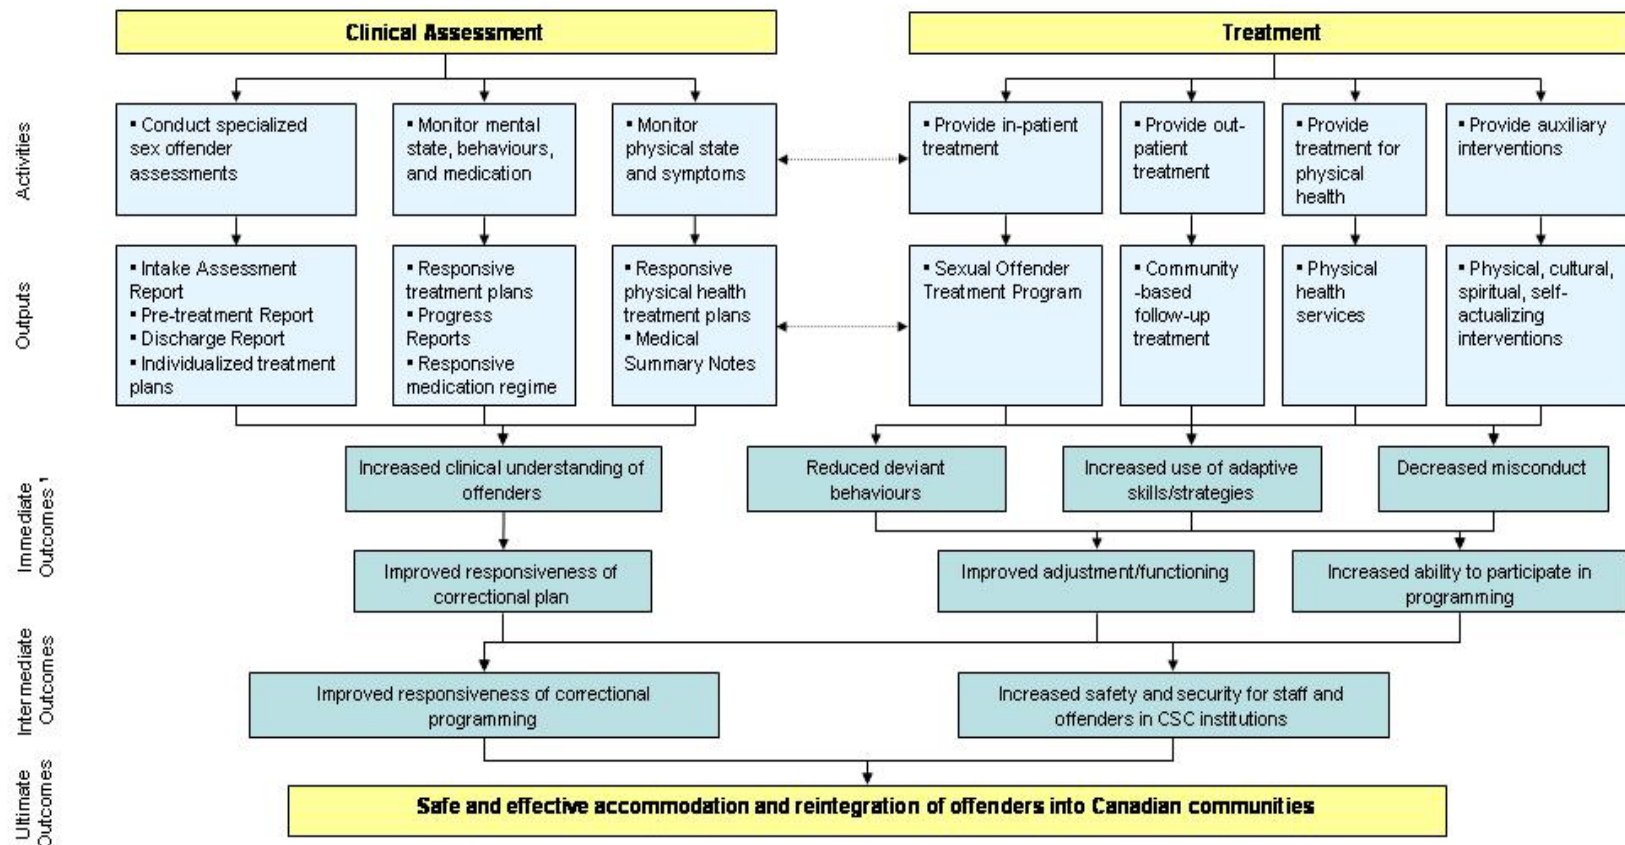 Clinical Assessment
Treatment
Activities
▪ Conduct specialized
sex offender
assessments
▪ Monitor mental
state, behaviours,
and medication
▪ Monitor
physical state
and symptoms
▪ Provide in-patient
treatment
▪ Provide out-
patient
treatment
▪ Provide
treatment for
physical
health
▪ Provide auxiliary
interventions
Outputs
▪ Intake Assessment
Report
▪ Pre-treatment Report
▪ Discharge Report
▪ Individualized treatment
plans
▪ Responsive
treatment plans
▪ Progress
Reports
▪ Responsive
medication regime
▪ Responsive
physical health
treatment plans
▪ Medical
Summary Notes
▪ Sexual Offender
Treatment Program
▪ Community
-based
follow-up
treatment
▪ Physical
health
services
▪ Physical, cultural,
spiritual, self-
actualizing
interventions
Immediate
Outcomes¹
Increased clinical understanding of
offenders
Reduced deviant
behaviours
Increased use of adaptive
skills/strategies
Decreased misconduct
Improved responsiveness of
correctional plan
Improved adjustment/functioning
Increased ability to participate in
programming
Intermediate
Outcomes
Improved responsiveness of correctional
programming
Increased safety and security for staff and
offenders in CSC institutions
Ultimate
Outcomes
Safe and effective accommodation and reintegration of offenders into Canadian communities